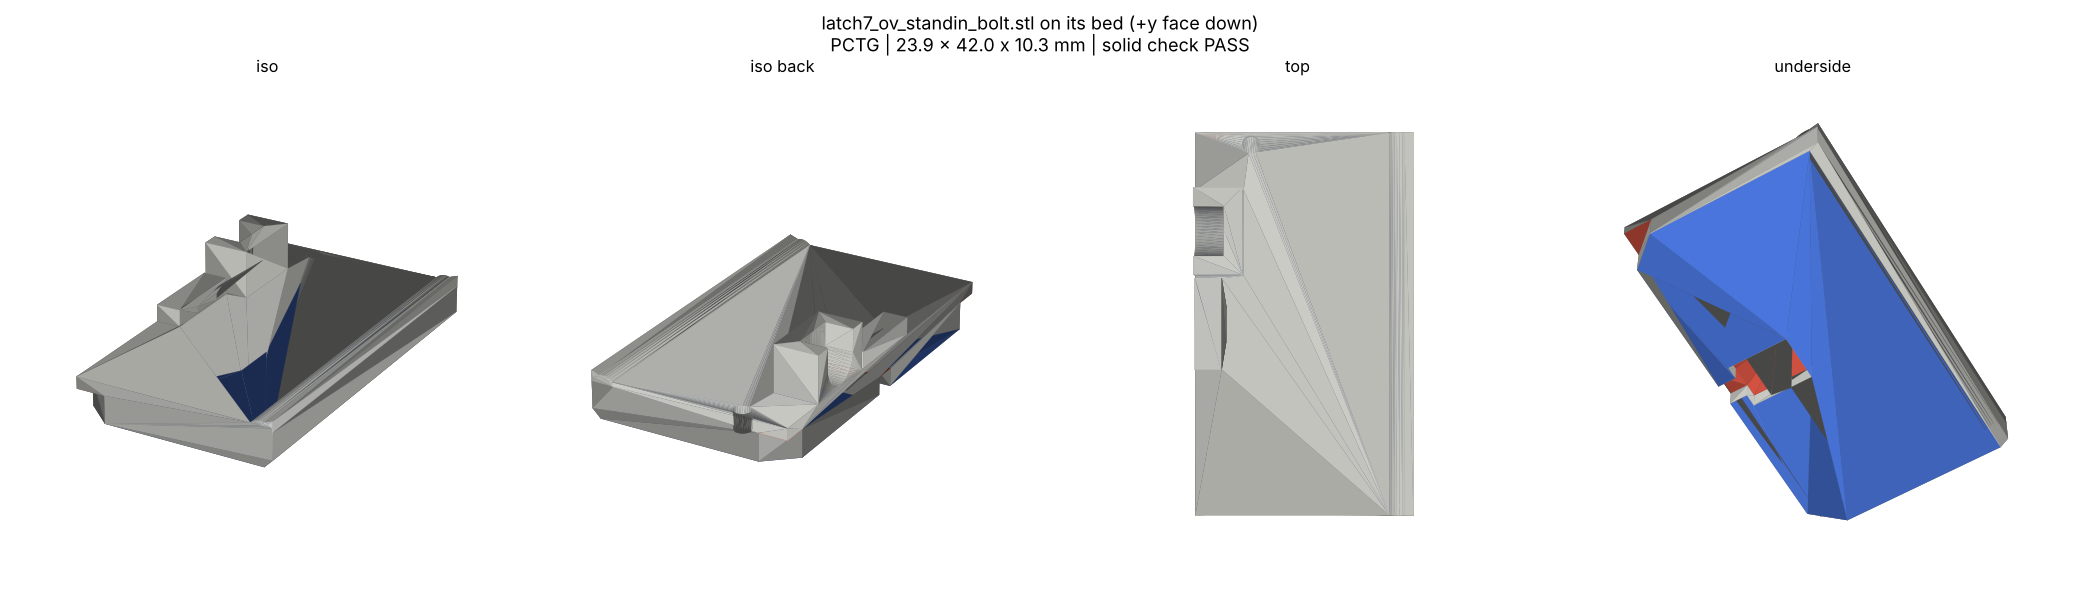 latch7_ov_standin_bolt.stl on its bed (+y face down)
PCTG | 23.9 × 42.0 x 10.3 mm | solid check PASS
iso
iso back
top
underside